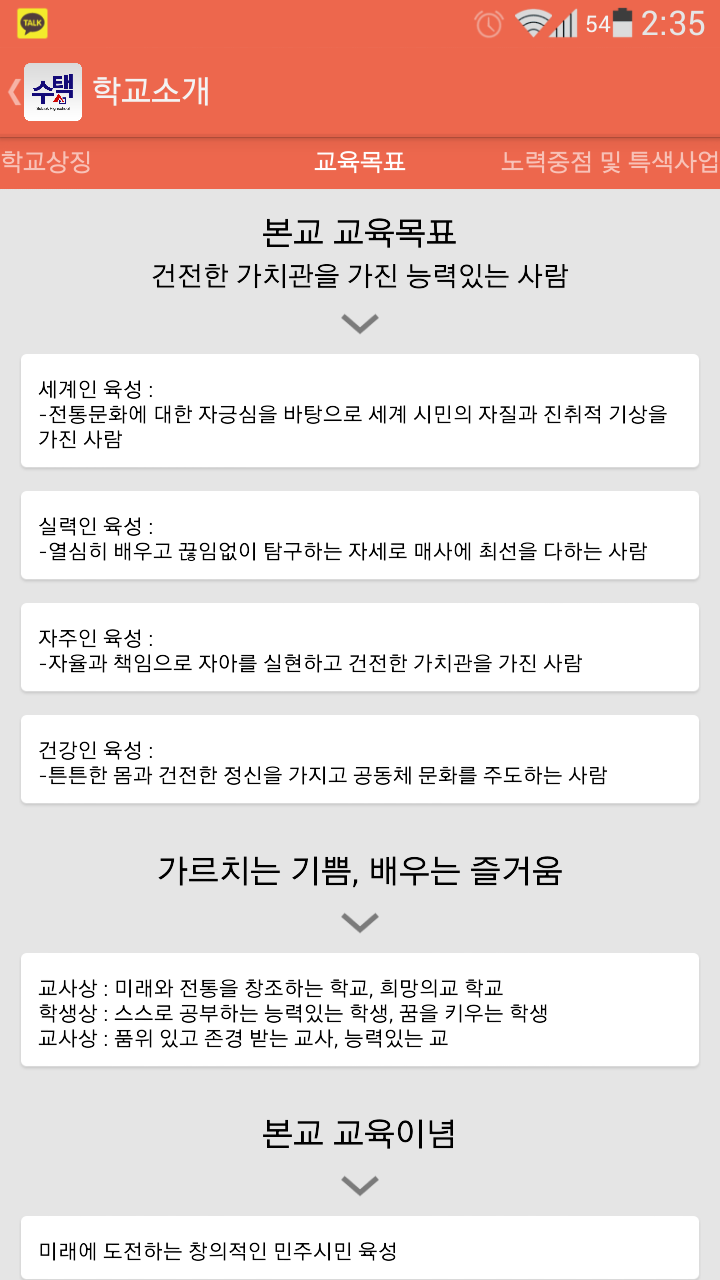 TALK
54 2:35
수택 학교소개
학교상징 교육목표 노력중점 및 특색사업
본교 교육목표
건전한 가치관을 가진 능력있는 사람
세계인 육성 :
-전통문화에 대한 자긍심을 바탕으로 세계 시민의 자질과 진취적 기상을
가진 사람
실력인 육성 :
-열심히 배우고 끊임없이 탐구하는 자세로 매사에 최선을 다하는 사람
자주인 육성 :
-자율과 책임으로 자아를 실현하고 건전한 가치관을 가진 사람
건강인 육성 :
-튼튼한 몸과 건전한 정신을 가지고 공동체 문화를 주도하는 사람
가르치는 기쁨, 배우는 즐거움
교사상 : 미래와 전통을 창조하는 학교, 희망의교 학교
학생상 : 스스로 공부하는 능력있는 학생, 꿈을 키우는 학생
교사상 : 품위 있고 존경 받는 교사, 능력있는 교
본교 교육이념
미래에 도전하는 창의적인 민주시민 육성